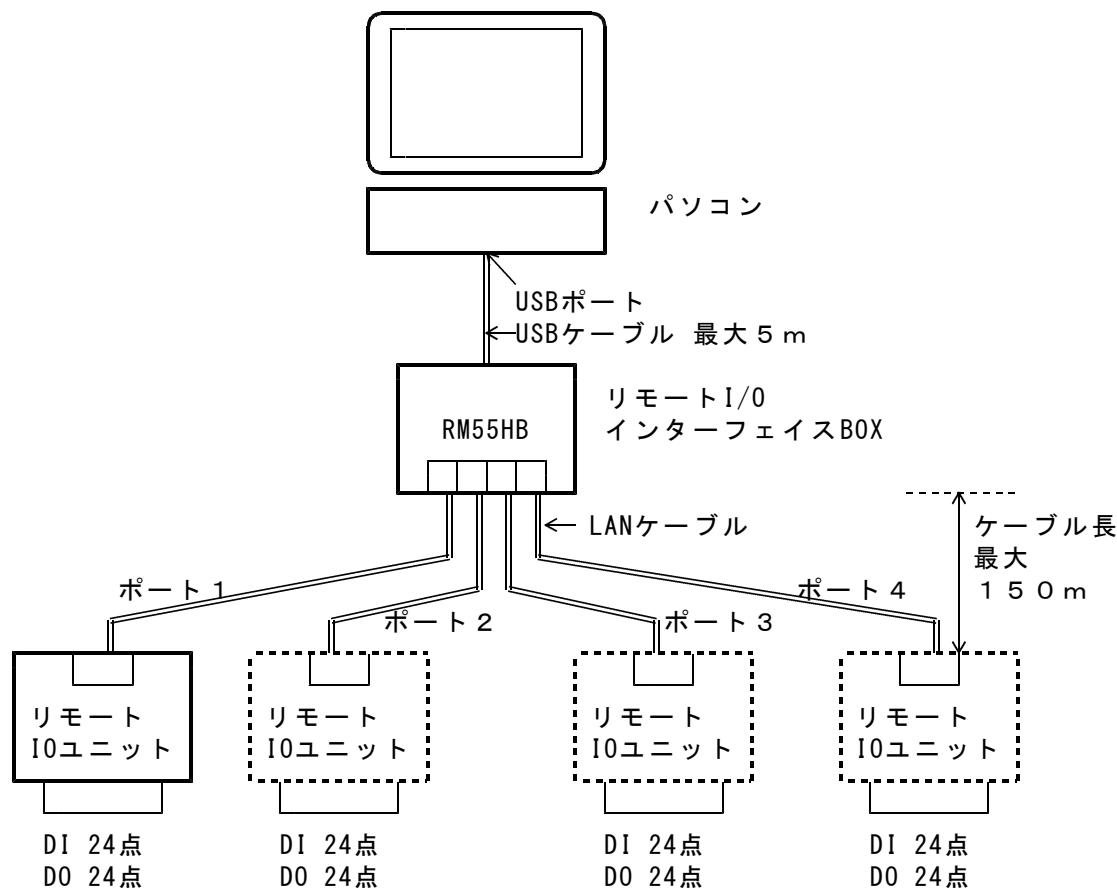 パソコン
USBポート
USBケーブル 最大５ｍ
リモートI/O
インターフェイスBOX
RM55HB
LANケーブル
ケーブル長
最大
１５０ｍ
ポート１
ポート２
ポート３
ポート４
リモート
IOユニット
リモート
IOユニット
リモート
IOユニット
リモート
IOユニット
DI 24点
DO 24点
DI 24点
DO 24点
DI 24点
DO 24点
DI 24点
DO 24点